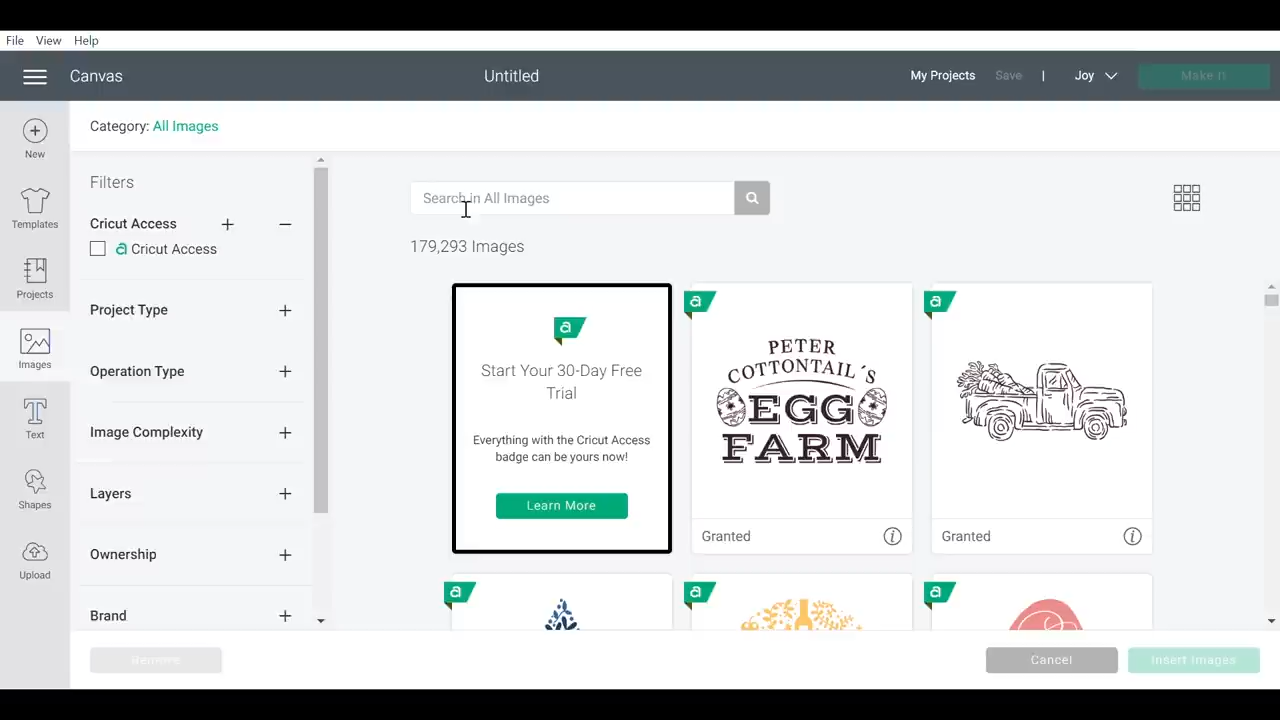 File View Help
Canvas
Untitled
My Projects Save | Joy Make It
New
Templates
Projects
Images
Text
Shapes
Upload
Category: All Images
Filters
Cricut Access
a Cricut Access
Project Type
Operation Type
Image Complexity
Layers
Ownership
Brand
Remove
Search in All Images
179,293 Images
a
Start Your 30-Day Free
Trial
Everything with the Cricut Access
badge can be yours now!
Learn More
a
PETER
COTTONTAIL´S
EGG
FARM
Granted
a
Granted
a
a
a
Cancel
Insert Images